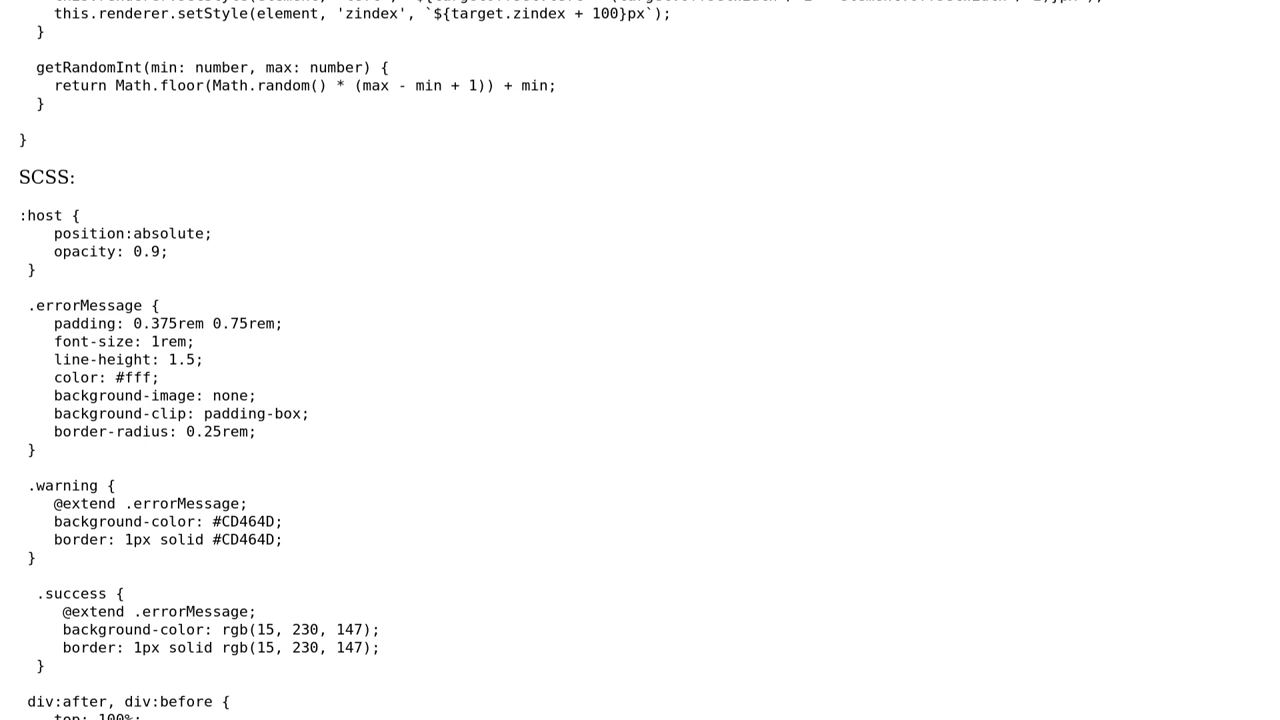 this.renderer.setStyle(element, 'zindex', `${target.zindex + 100}px`);
}
getRandomInt(min: number, max: number) {
return Math.floor(Math.random() * (max - min + 1)) + min;
}
}
SCSS:
:host {
position:absolute;
opacity: 0.9;
}
.errorMessage {
padding: 0.375rem 0.75rem;
font-size: 1rem;
line-height: 1.5;
color: #fff;
background-image: none;
background-clip: padding-box;
border-radius: 0.25rem;
}
.warning {
@extend .errorMessage;
background-color: #CD464D;
border: 1px solid #CD464D;
}
.success {
@extend .errorMessage;
background-color: rgb(15, 230, 147);
border: 1px solid rgb(15, 230, 147);
}
div:after, div:before {
top: 100%;